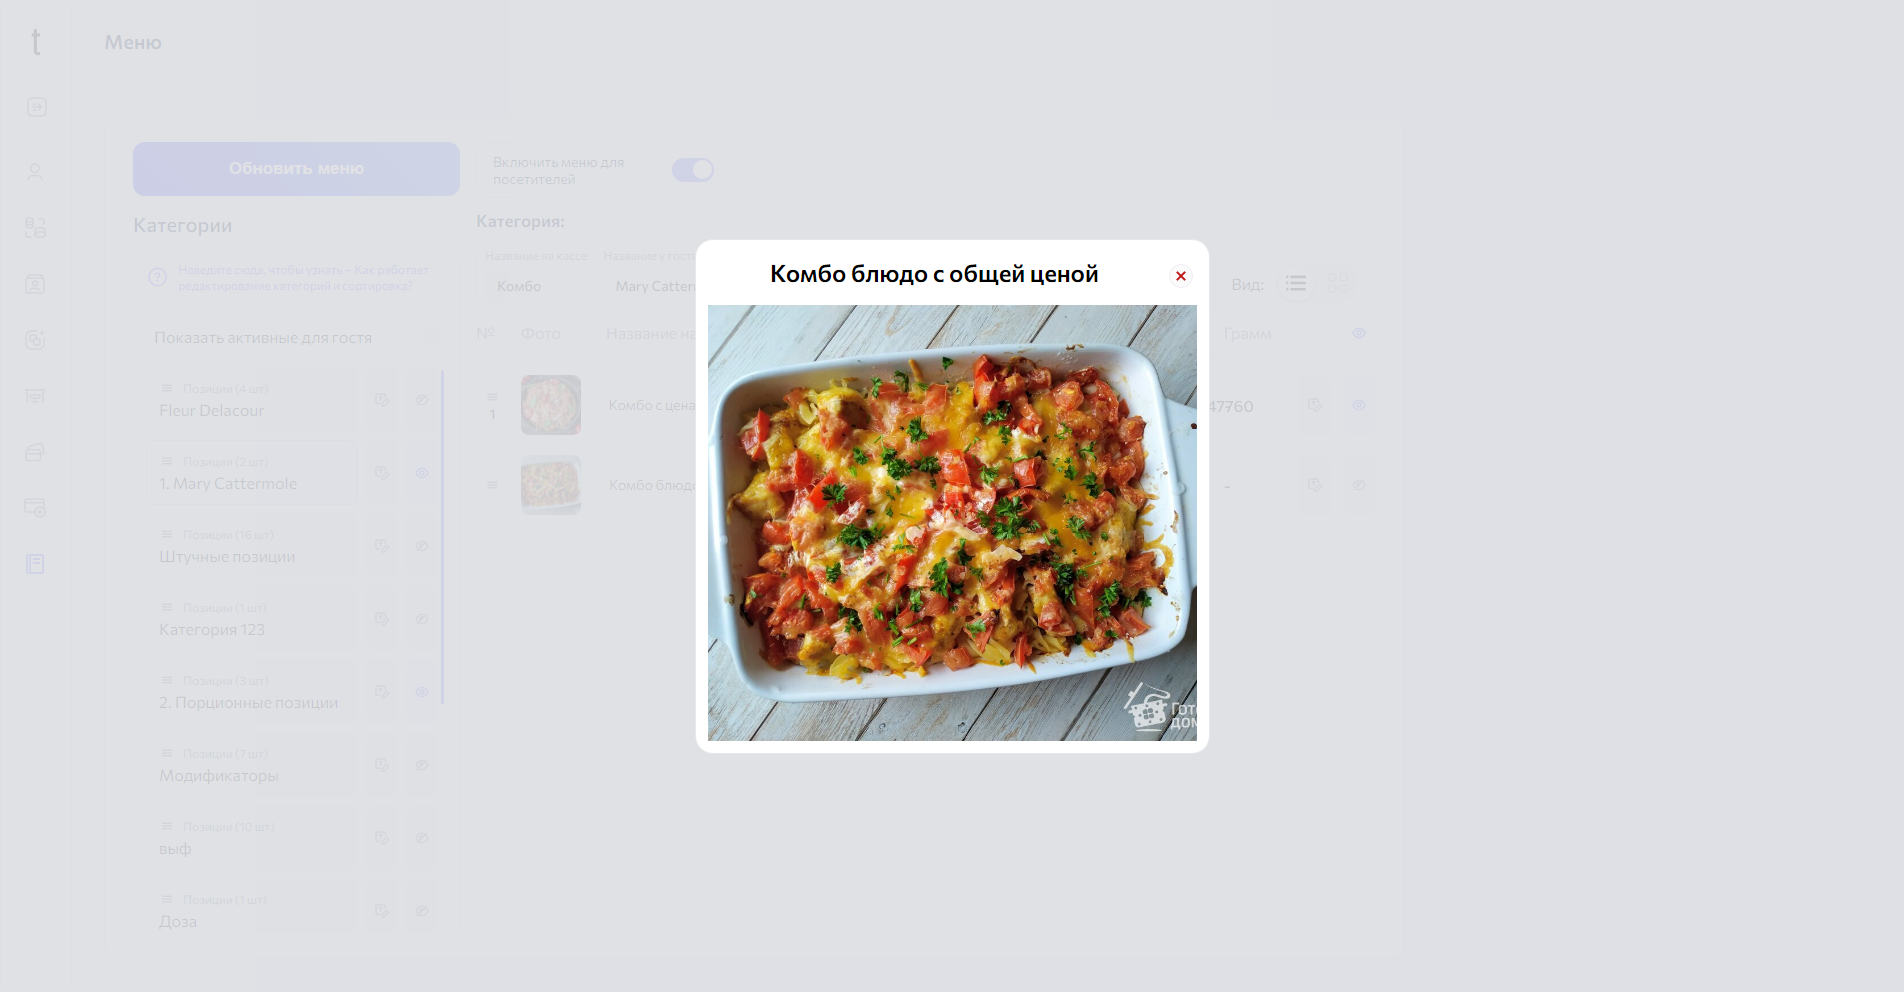 t
Меню
Обновить меню
Включить меню для
посетителей
Категории
Категория:
Наведите сюда, чтобы узнать - Как работает
редактирование категорий и сортировка?
Название на кассе
Название у гост
Комбо
Mary Catter
Вид:
Комбо блюдо с общей ценой
Показать активные для гостя
№
Фото
Название на
Грамм
Позиции (4 шт)
Fleur Delacour
1
Комбо с цена
47760
Позиции (2 шт)
1. Mary Cattermole
Комбо блюдо
-
Позиции (16 шт)
Штучные позиции
Позиции (1 шт)
Категория 123
Позиции (3 шт)
2. Порционные позиции
Гот
дом
Позиции (7 шт)
Модификаторы
Позиции (10 шт)
выф
Позиции (1 шт)
Доза